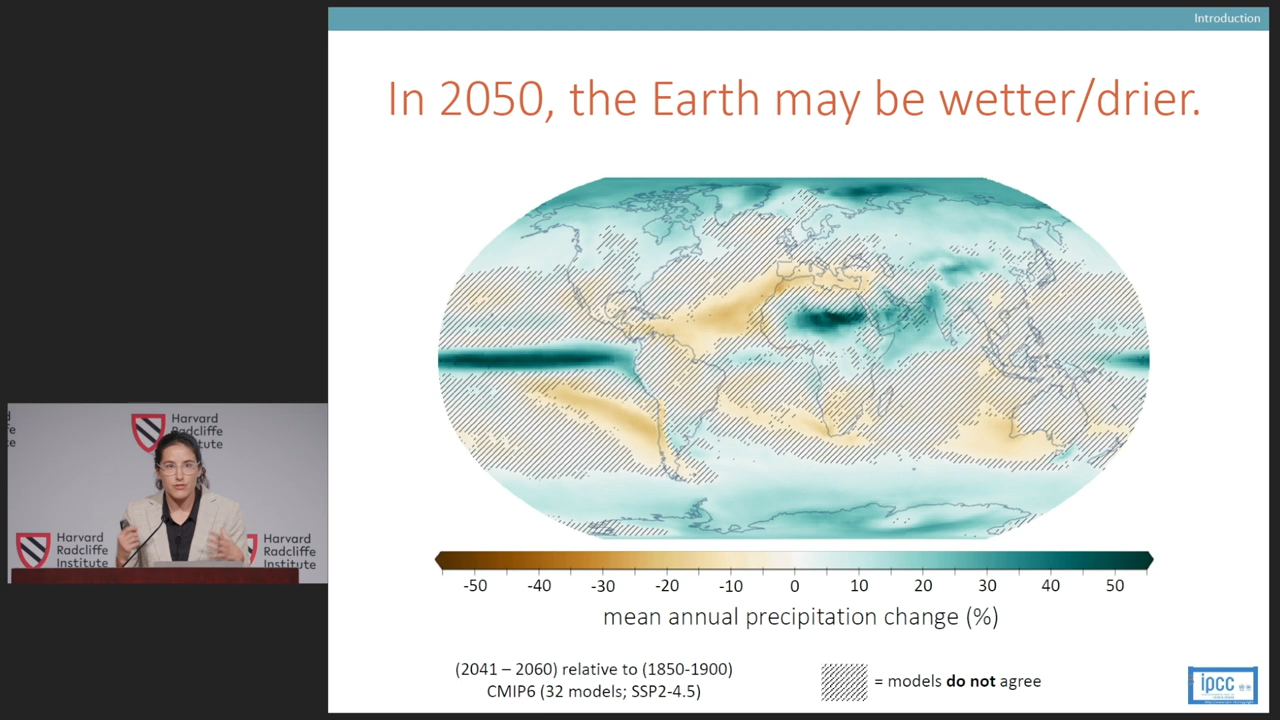 Introduction
In 2050, the Earth may be wetter/drier.
-50 -40 -30 -20 -10 0 10 20 30 40 50
mean annual precipitation change (%)
(2041 – 2060) relative to (1850-1900)
CMIP6 (32 models; SSP2-4.5)
= models do not agree
ipcc
Harvard
Radcliffe
Institute
Harvard
Radcliffe
Institute
Harvard
Radcliffe
Institute